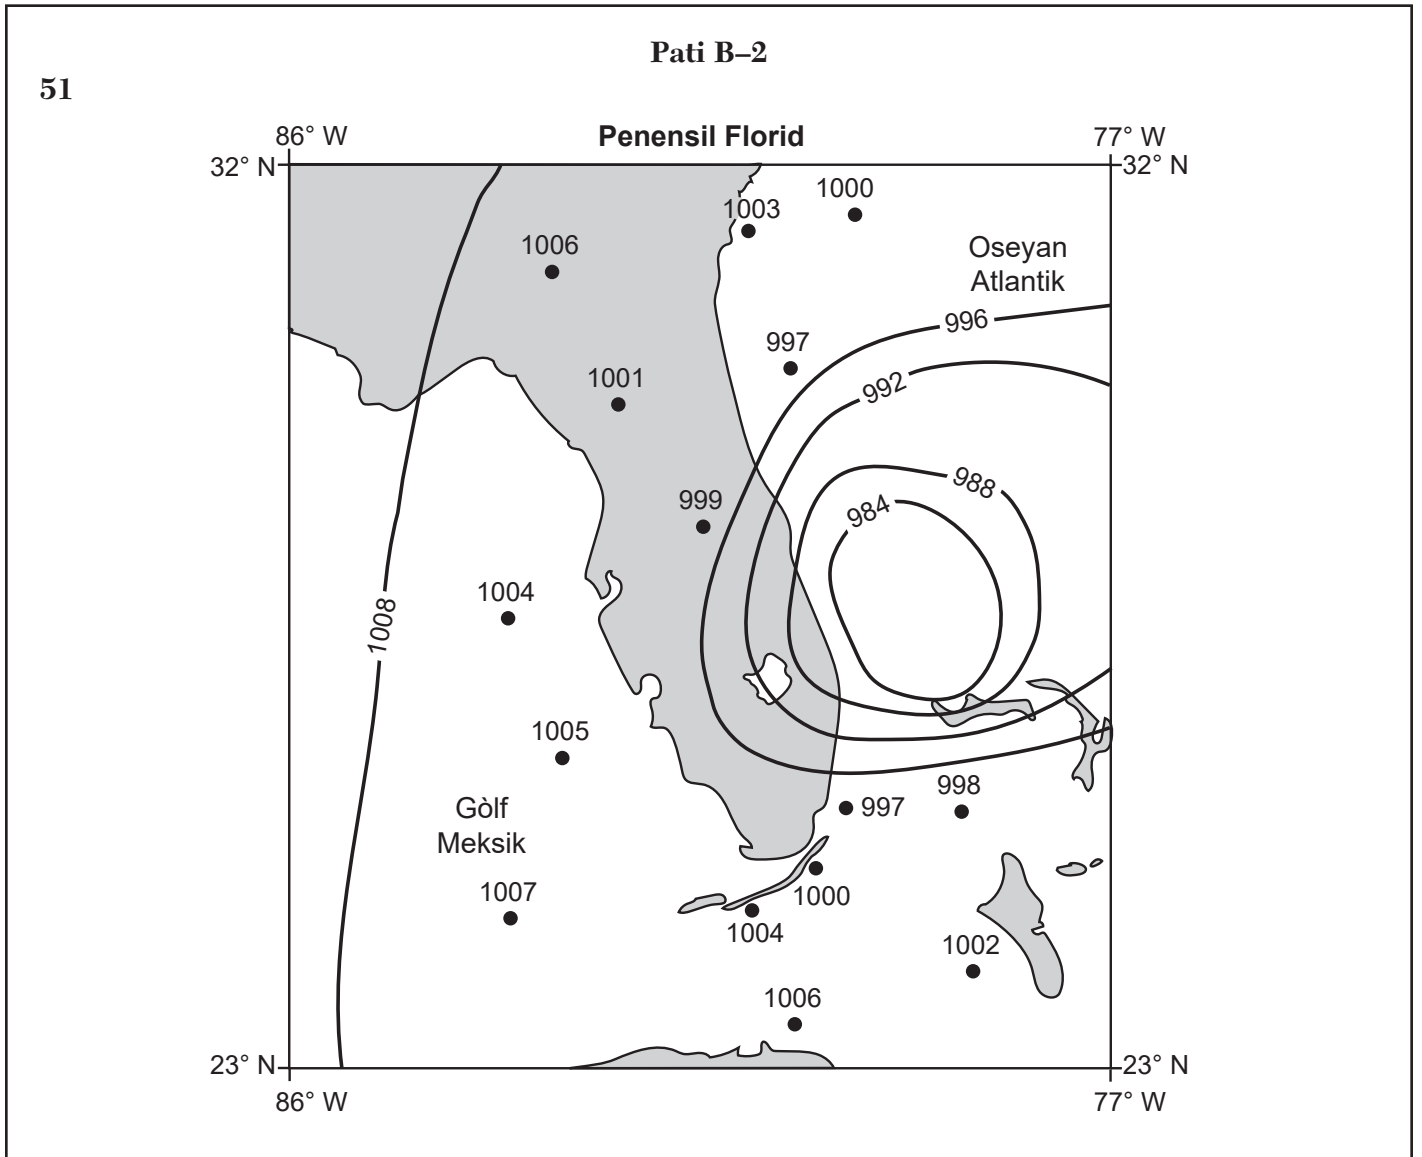 Pati B–2
51
86° W
Penensil Florid
77° W
32° N
32° N
1000
1003
1006
Oseyan
Atlantik
996
997
992
1001
988
984
999
1004
1008
1005
998
997
Gòlf
Meksik
1007
1000
1004
1002
1006
23° N
23° N
86° W
77° W